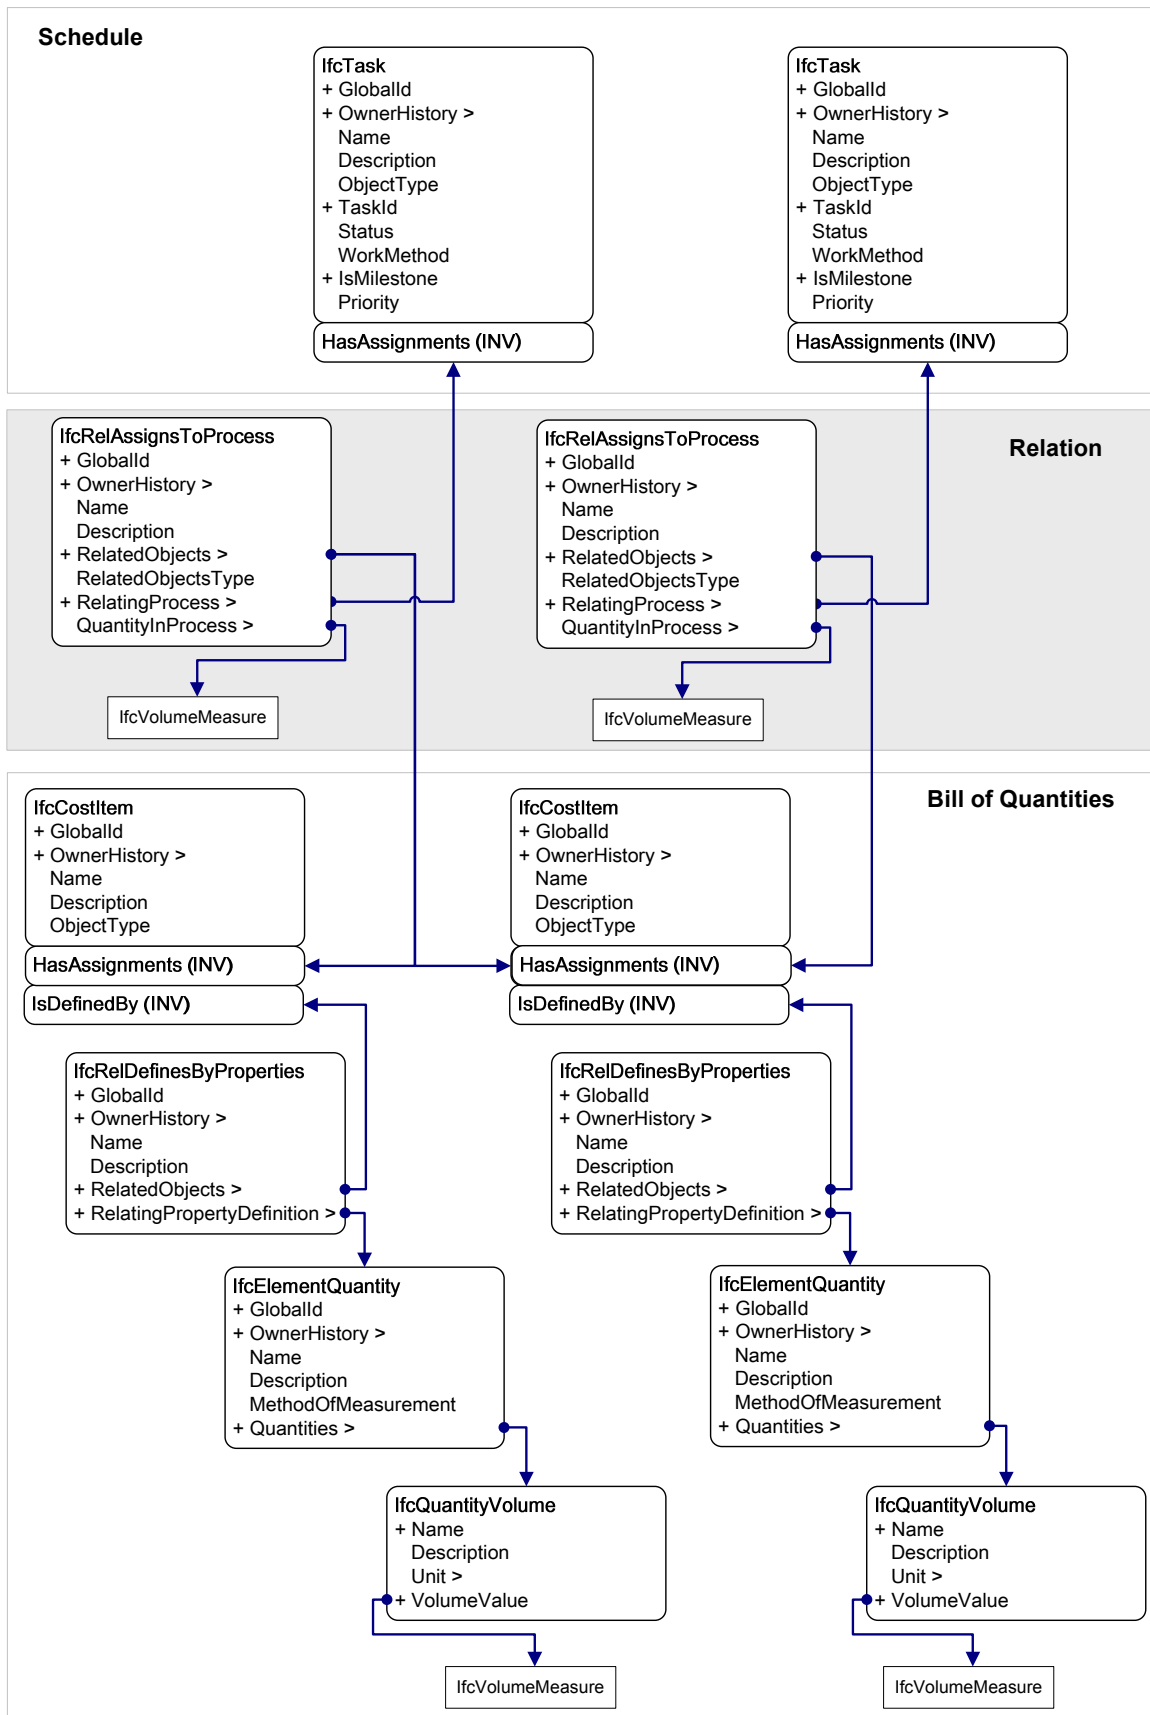 Schedule
IfcTask
+ GlobalId
+ OwnerHistory >
Name
Description
ObjectType
+ TaskId
Status
WorkMethod
+ IsMilestone
Priority
HasAssignments (INV)
IfcTask
+ GlobalId
+ OwnerHistory >
Name
Description
ObjectType
+ TaskId
Status
WorkMethod
+ IsMilestone
Priority
HasAssignments (INV)
Relation
IfcRelAssignsToProcess
+ GlobalId
+ OwnerHistory >
Name
Description
+ RelatedObjects >
RelatedObjectsType
+ RelatingProcess >
QuantityInProcess >
IfcVolumeMeasure
IfcRelAssignsToProcess
+ GlobalId
+ OwnerHistory >
Name
Description
+ RelatedObjects >
RelatedObjectsType
+ RelatingProcess >
QuantityInProcess >
IfcVolumeMeasure
Bill of Quantities
IfcCostItem
+ GlobalId
+ OwnerHistory >
Name
Description
ObjectType
HasAssignments (INV)
IsDefinedBy (INV)
IfcCostItem
+ GlobalId
+ OwnerHistory >
Name
Description
ObjectType
HasAssignments (INV)
IsDefinedBy (INV)
IfcRelDefinesByProperties
+ GlobalId
+ OwnerHistory >
Name
Description
+ RelatedObjects >
+ RelatingPropertyDefinition >
IfcRelDefinesByProperties
+ GlobalId
+ OwnerHistory >
Name
Description
+ RelatedObjects >
+ RelatingPropertyDefinition >
IfcElementQuantity
+ GlobalId
+ OwnerHistory >
Name
Description
MethodOfMeasurement
+ Quantities >
IfcElementQuantity
+ GlobalId
+ OwnerHistory >
Name
Description
MethodOfMeasurement
+ Quantities >
IfcQuantityVolume
+ Name
Description
Unit >
+ VolumeValue
IfcVolumeMeasure
IfcQuantityVolume
+ Name
Description
Unit >
+ VolumeValue
IfcVolumeMeasure